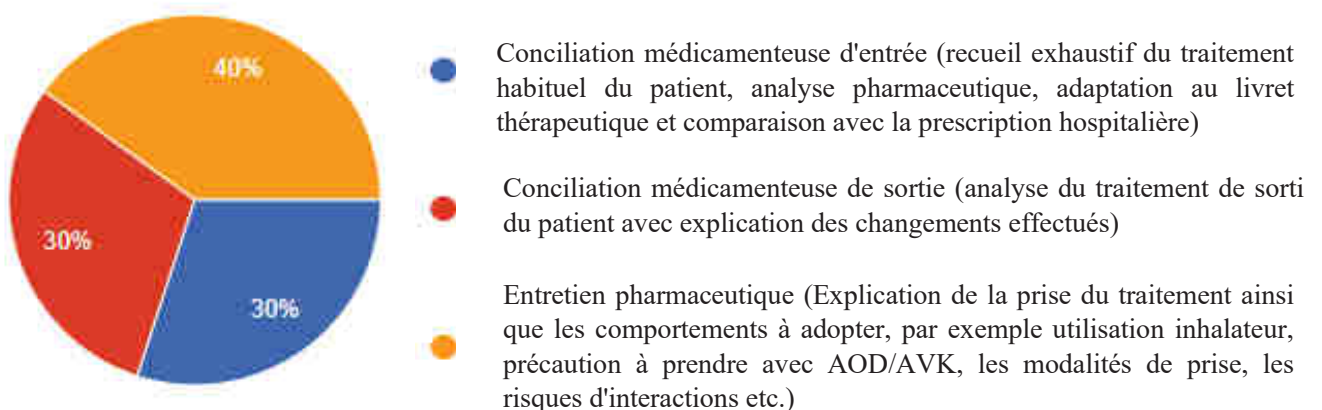 40%
30%
30%
Conciliation médicamenteuse d'entrée (recueil exhaustif du traitement
habituel du patient, analyse pharmaceutique, adaptation au livret
thérapeutique et comparaison avec la prescription hospitalière)
Conciliation médicamenteuse de sortie (analyse du traitement de sorti
du patient avec explication des changements effectués)
Entretien pharmaceutique (Explication de la prise du traitement ainsi
que les comportements à adopter, par exemple utilisation inhalateur,
précaution à prendre avec AOD/AVK, les modalités de prise, les
risques d'interactions etc.)